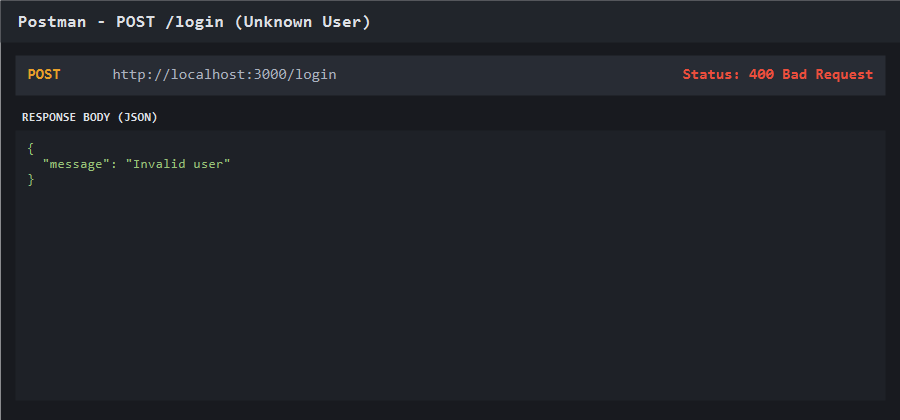 Postman - POST /login (Unknown User)
POST http://localhost:3000/login Status: 400 Bad Request
RESPONSE BODY (JSON)
{
  "message": "Invalid user"
}